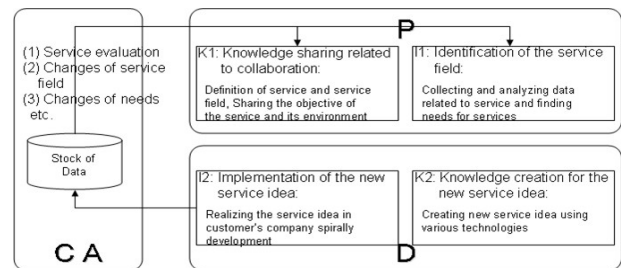 P
(1) Service evaluation
(2) Changes of service
field
(3) Changes of needs
etc.
Stock of
Data
C A
K1: Knowledge sharing related
to collaboration:
Definition of service and service
field, Sharing the objective of
the service and its environment
I1: Identification of the service
field:
Collecting and analyzing data
related to service and finding
needs for services
I2: Implementation of the new
service idea:
Realizing the service idea in
customer's company spirally
development
K2: Knowledge creation for the
new service idea:
Creating new service idea using
various technologies
D